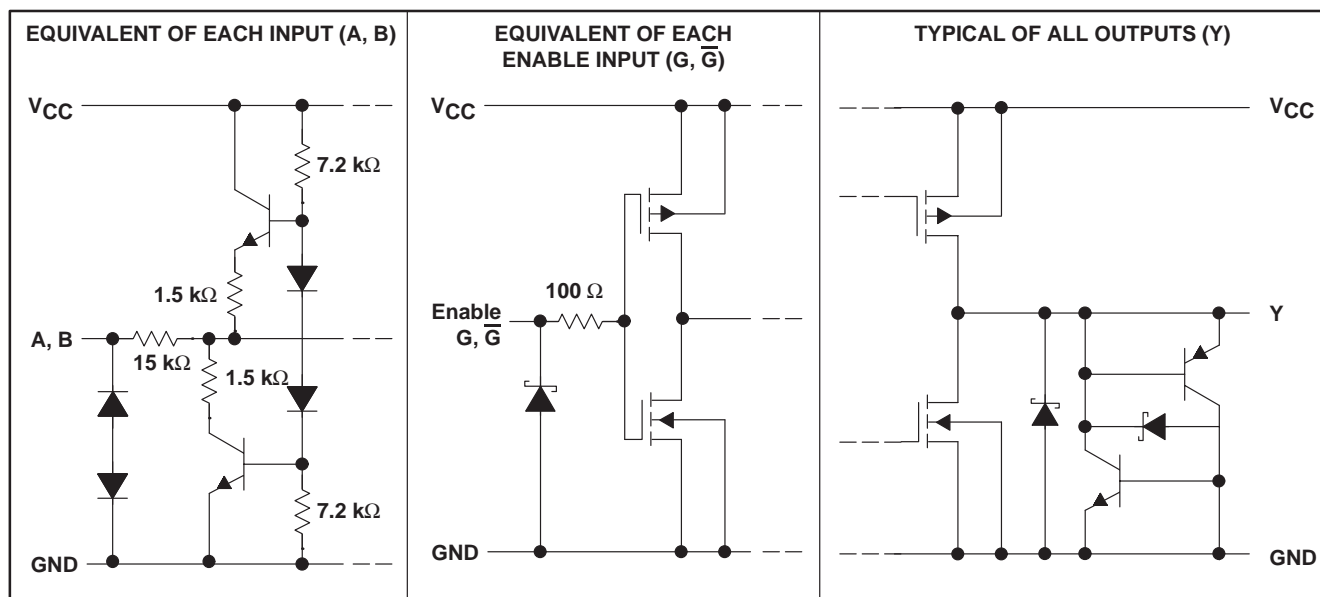 EQUIVALENT OF EACH INPUT (A, B)
VCC
7.2 kΩ
1.5 kΩ
A, B
15 kΩ
1.5 kΩ
7.2 kΩ
GND
EQUIVALENT OF EACH
ENABLE INPUT (G, G̅)
VCC
100 Ω
Enable
G, G̅
GND
TYPICAL OF ALL OUTPUTS (Y)
VCC
Y
GND